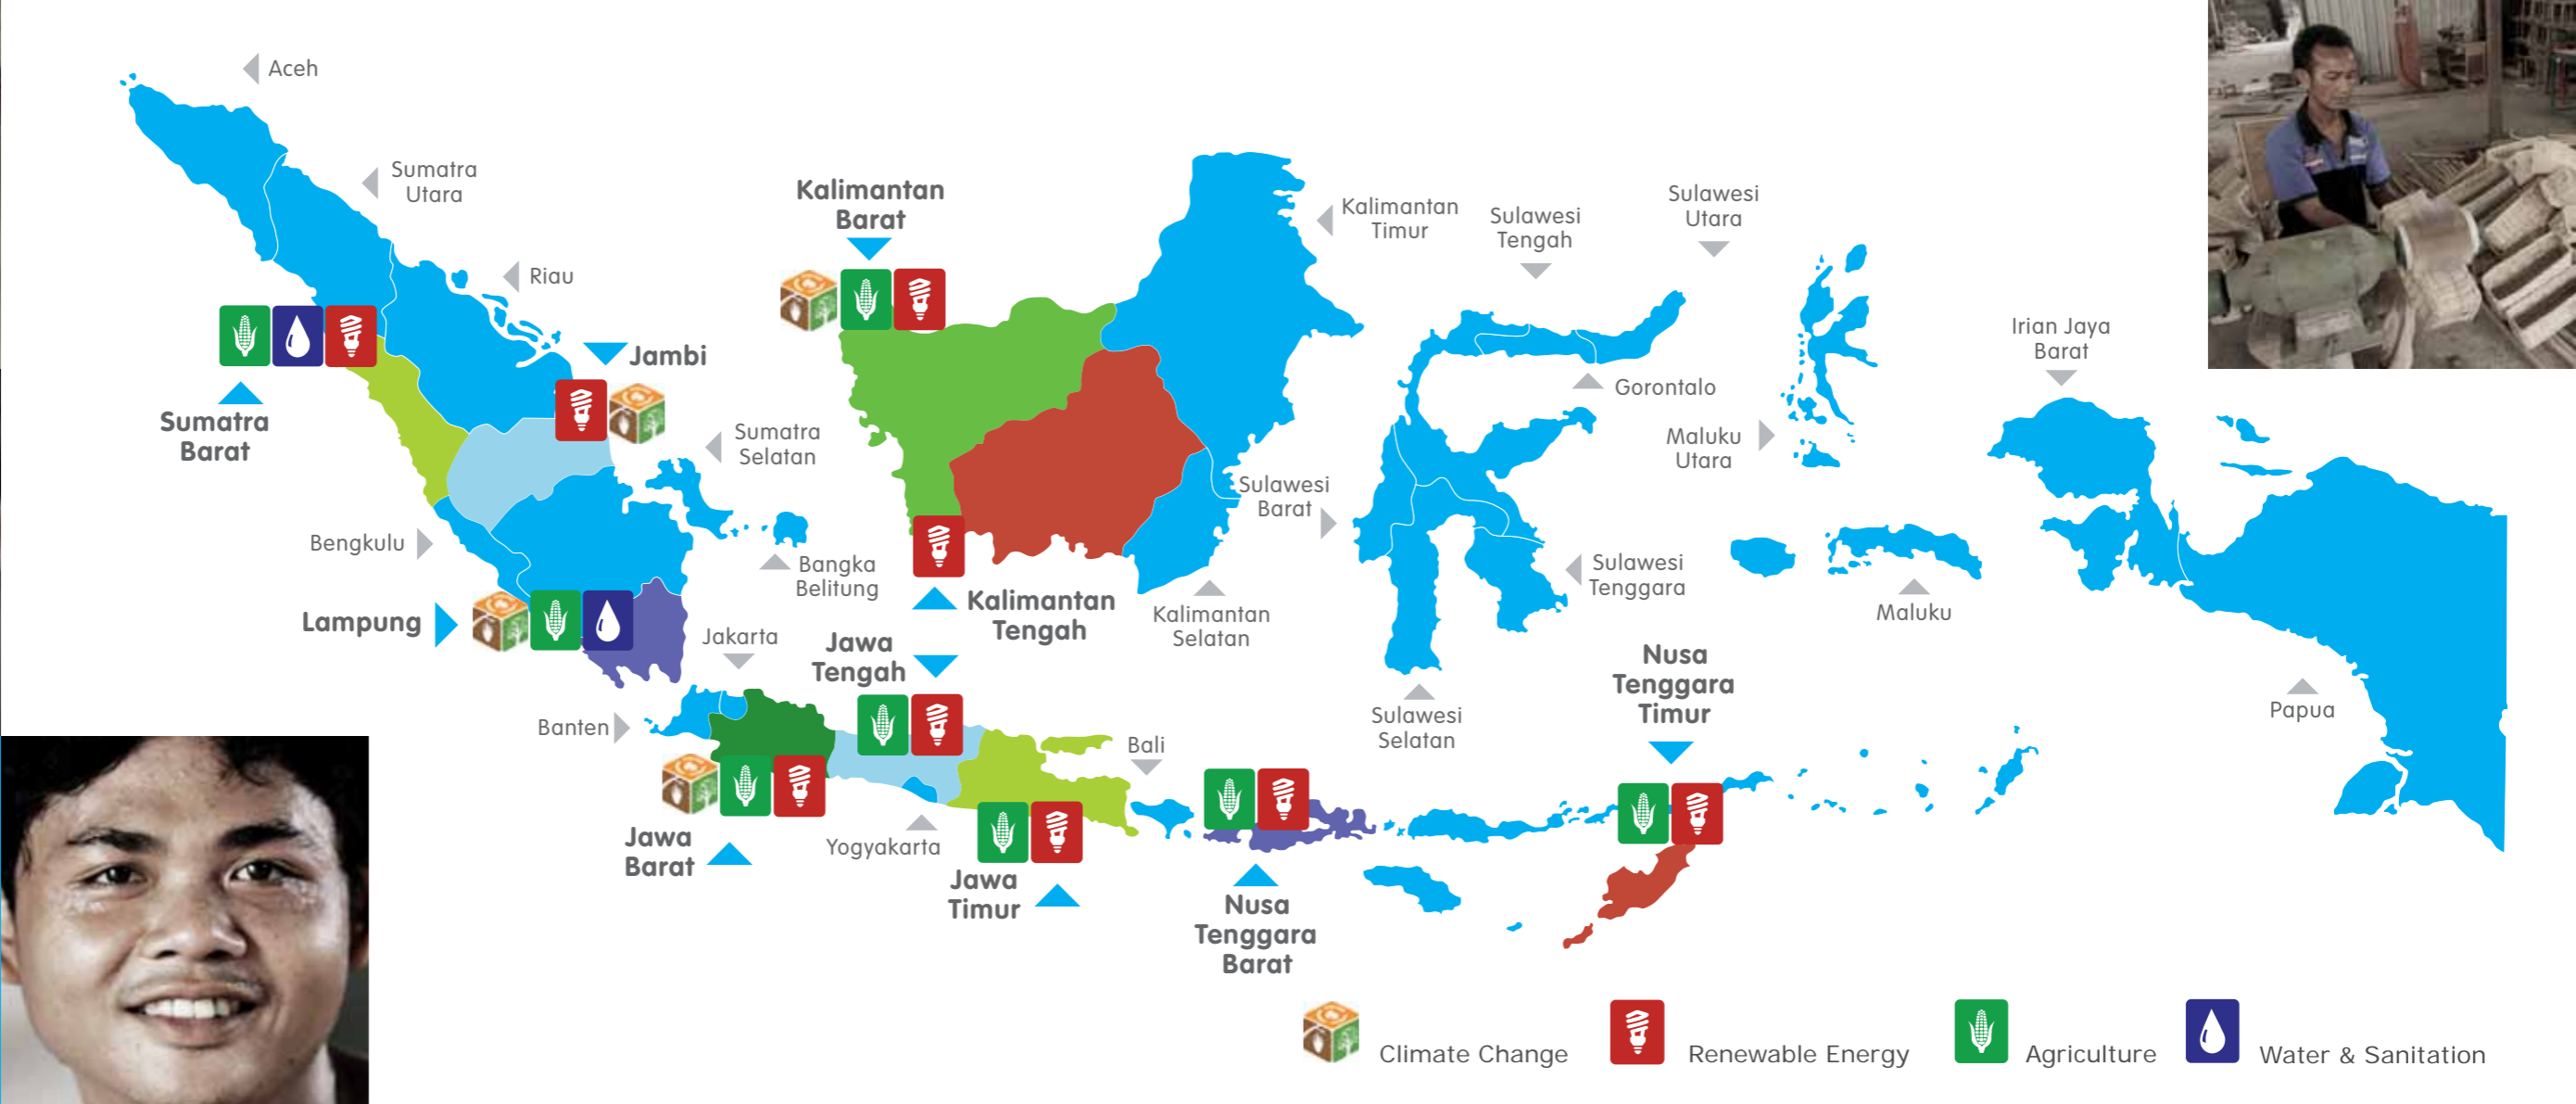 Aceh
Sumatra
Utara
Riau
Jambi
Sumatra
Barat
Sumatra
Selatan
Bengkulu
Bangka
Belitung
Lampung
Jakarta
Banten
Kalimantan
Barat
Kalimantan
Timur
Kalimantan
Tengah
Kalimantan
Selatan
Jawa
Tengah
Jawa
Barat
Yogyakarta
Jawa
Timur
Bali
Nusa
Tenggara
Barat
Nusa
Tenggara
Timur
Sulawesi
Tengah
Sulawesi
Utara
Gorontalo
Sulawesi
Barat
Sulawesi
Tenggara
Sulawesi
Selatan
Maluku
Utara
Maluku
Irian Jaya
Barat
Papua
Climate Change
Renewable Energy
Agriculture
Water & Sanitation